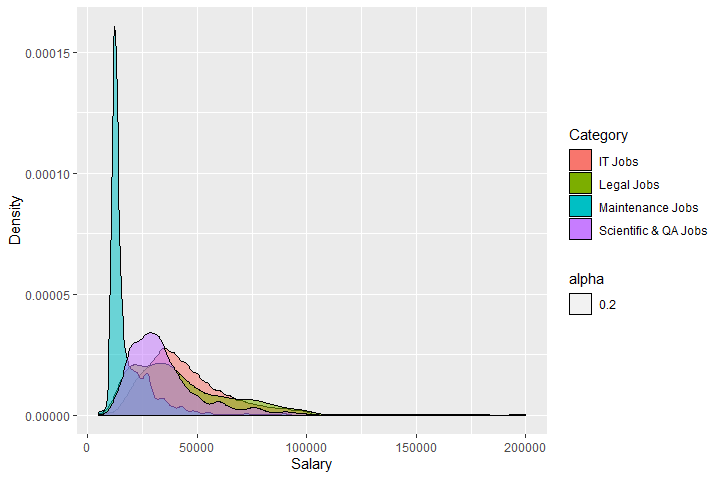 0.00015
0.00010
0.00005
0.00000
Density
0
50000
100000
150000
200000
Salary
Category
IT Jobs
Legal Jobs
Maintenance Jobs
Scientific & QA Jobs
alpha
0.2